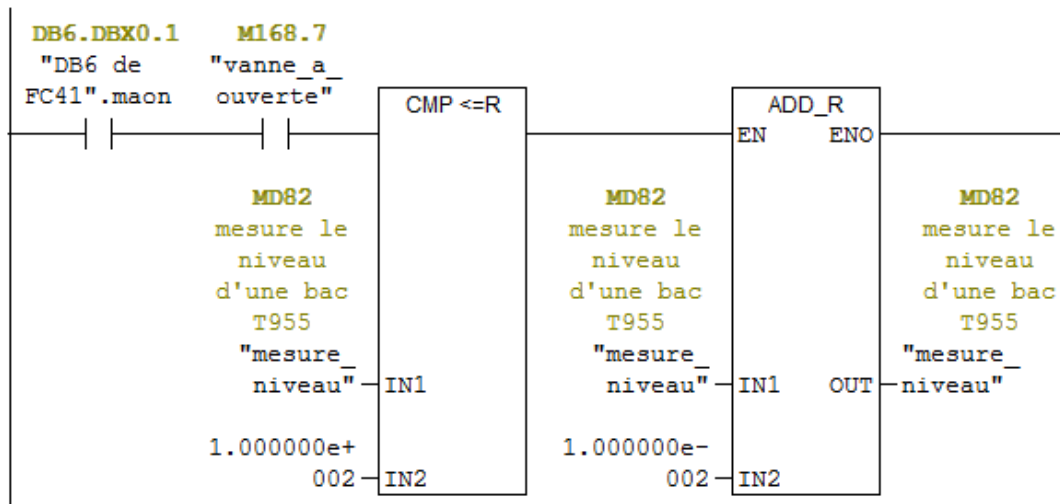 DB6.DBX0.1 M168.7
"DB6 de "vanne_a_
FC41".maon ouverte"
CMP <=R ADD_R
EN ENO
MD82 MD82 MD82
mesure le mesure le mesure le
niveau niveau niveau
d'une bac d'une bac d'une bac
T955 T955 T955
"mesure_ "mesure_ "mesure_
niveau" IN1 niveau" IN1 OUT niveau"
1.000000e+ 1.000000e-
002 IN2 002 IN2